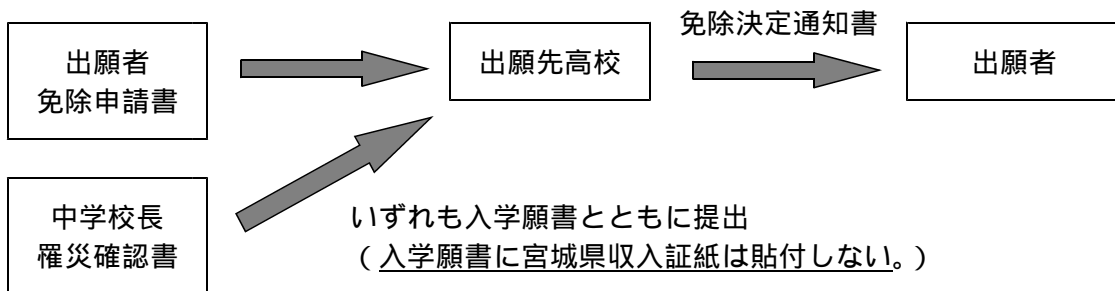 出願者
免除申請書
出願先高校
免除決定通知書
出願者
中学校長
罹災確認書
いずれも入学願書とともに提出
（入学願書に宮城県収入証紙は貼付しない。）